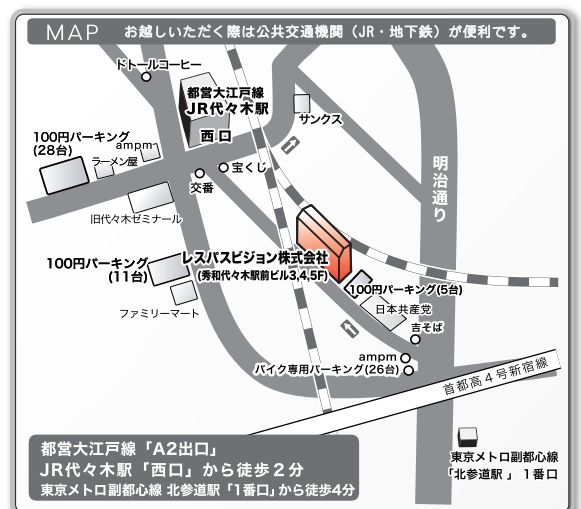 MAP お越しいただく際は公共交通機関（JR・地下鉄）が便利です。
ドトールコーヒー
都営大江戸線
JR代々木駅
西口
サンクス
100円パーキング
(28台)
ampm
ラーメン屋
宝くじ
交番
明治通り
旧代々木ゼミナール
レスパスビジョン株式会社
(秀和代々木駅前ビル3,4,5F)
100円パーキング
(11台)
100円パーキング(5台)
ファミリーマート
日本共産党
吉そば
ampm
バイク専用パーキング(26台)
首都高4号新宿線
都営大江戸線「A2出口」
JR代々木駅「西口」から徒歩2分
東京メトロ副都心線 北参道駅「1番口」から徒歩4分
東京メトロ副都心線
「北参道駅 」 1番口